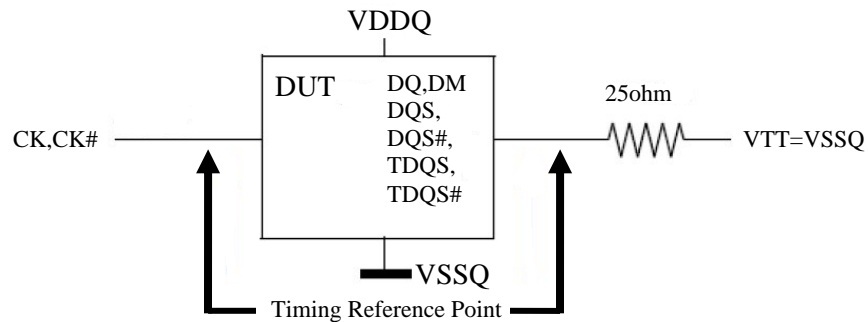 VDDQ
DUT
DQ,DM
DQS,
DQS#,
TDQS,
TDQS#
25ohm
CK,CK#
VTT=VSSQ
VSSQ
Timing Reference Point